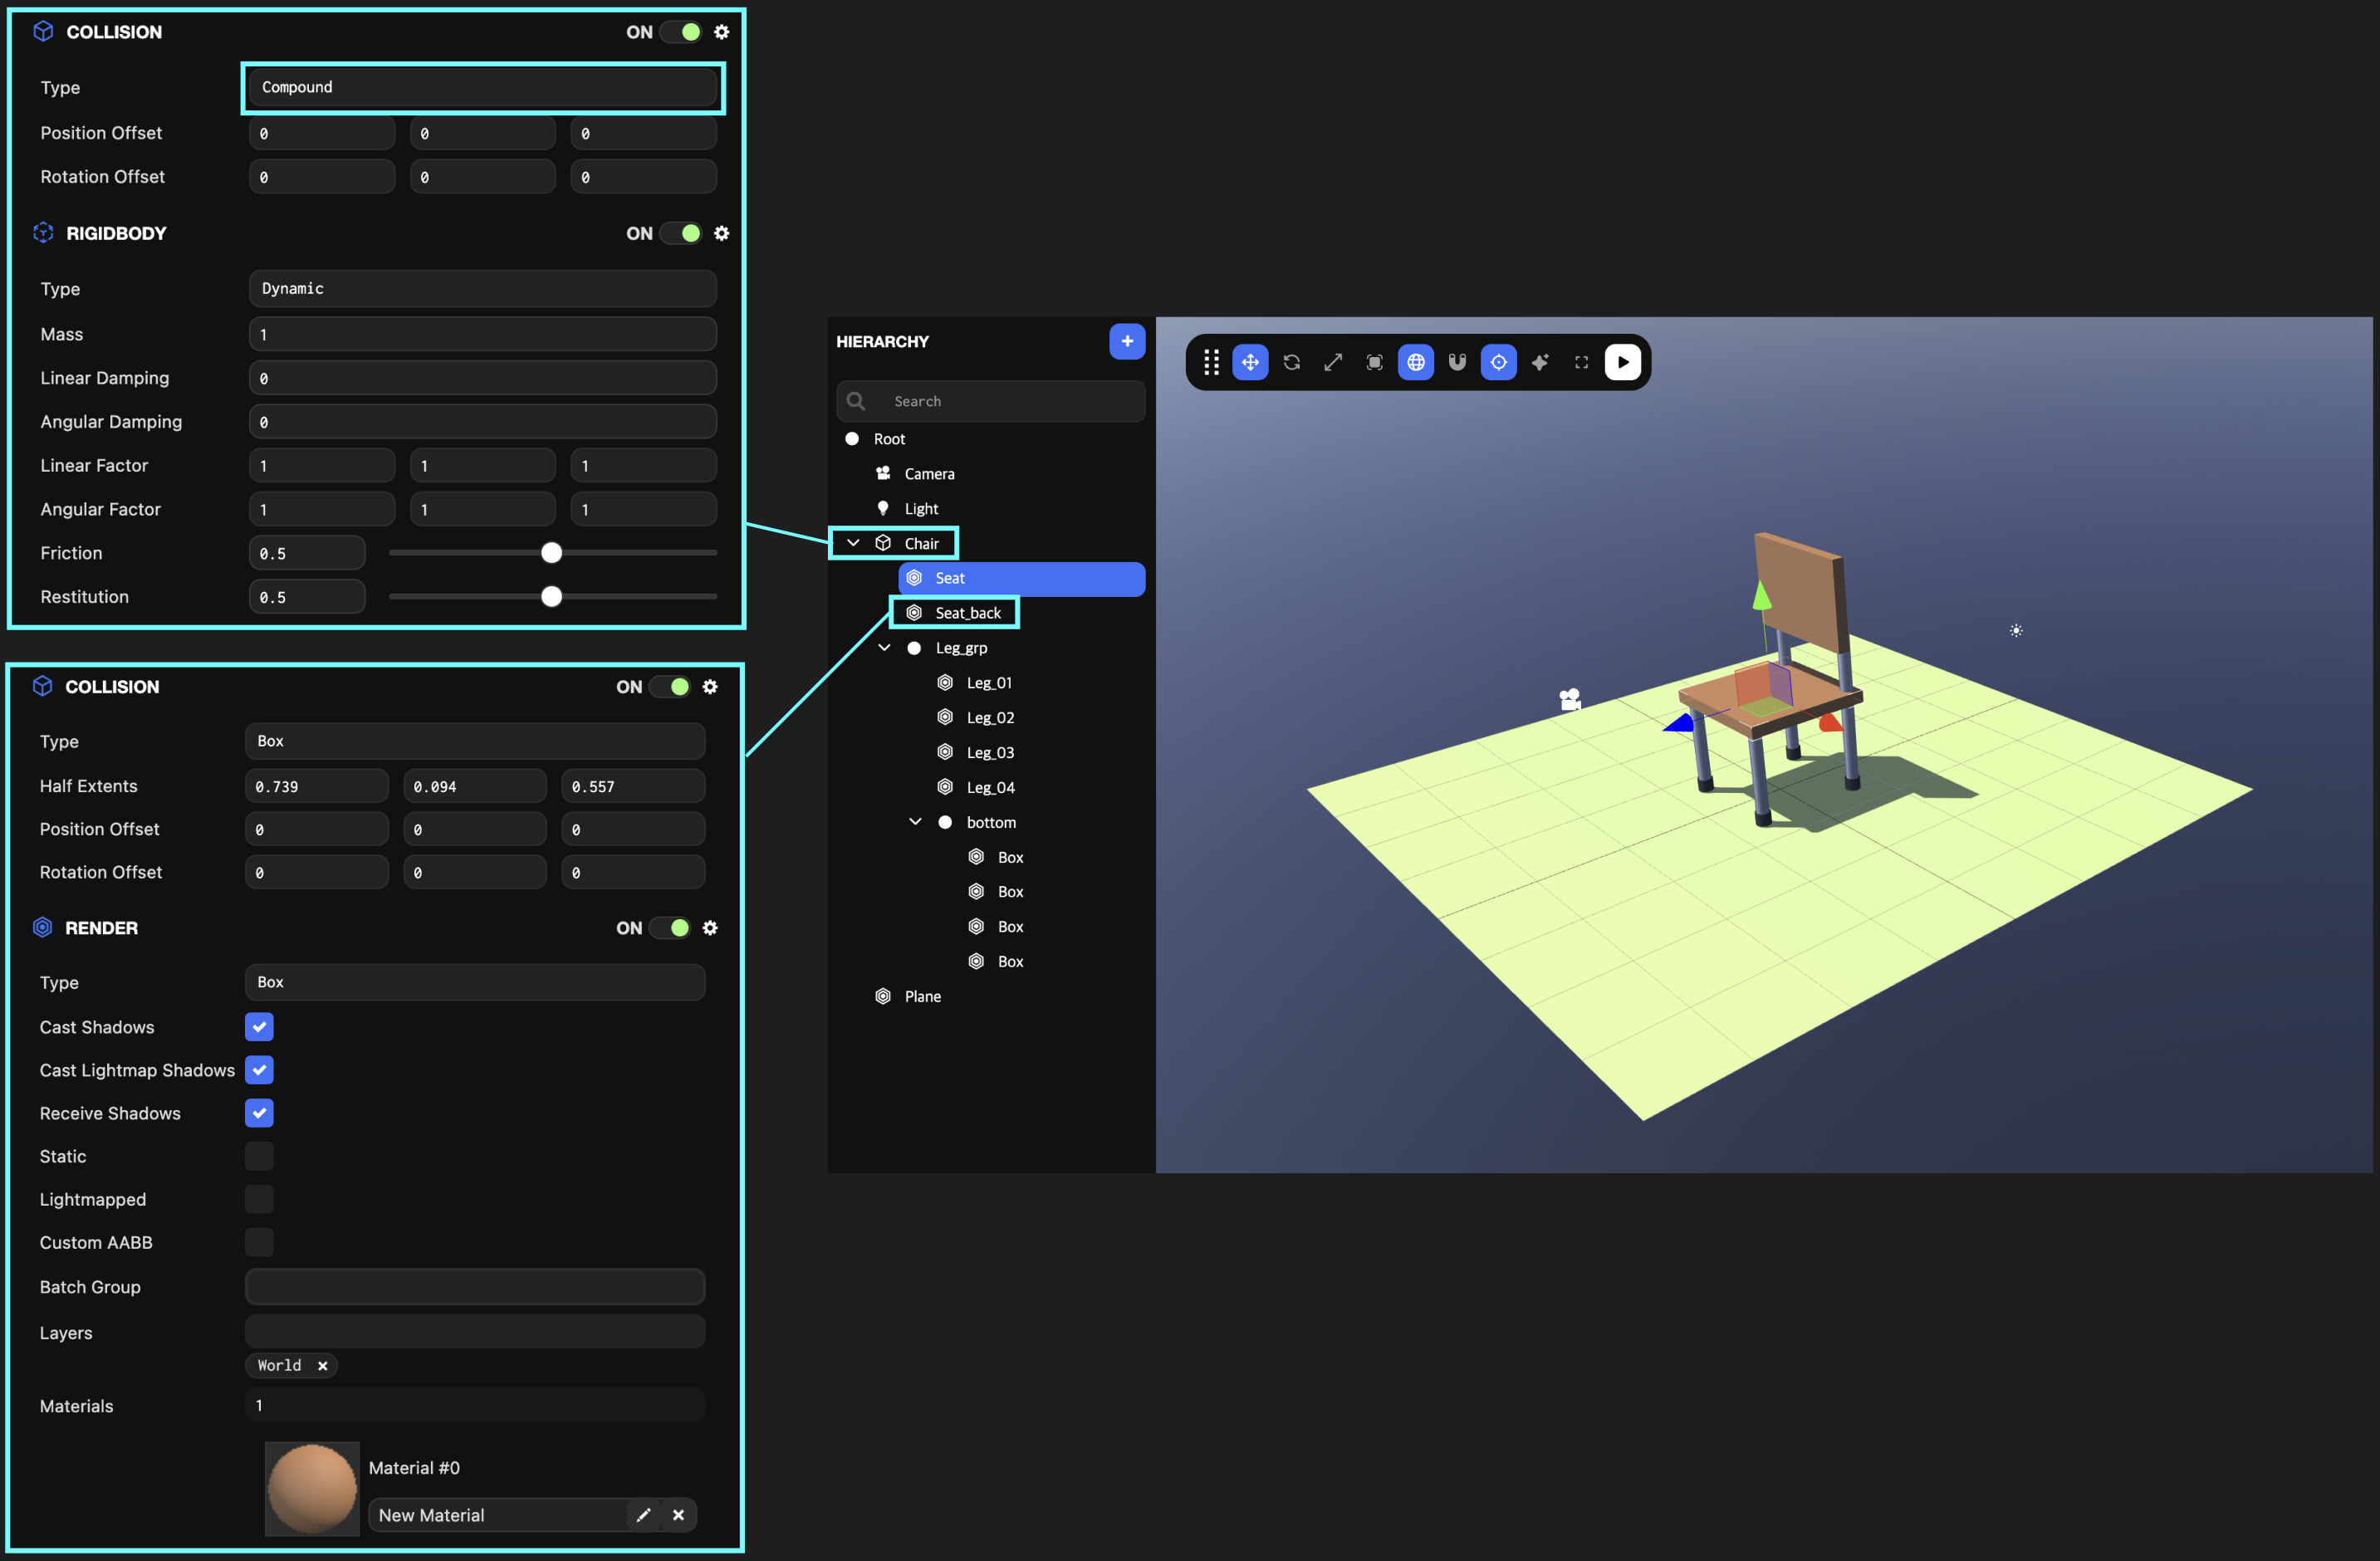 COLLISION ON
Type Compound
Position Offset 0 0 0
Rotation Offset 0 0 0
RIGIDBODY ON
Type Dynamic
Mass 1
Linear Damping 0
Angular Damping 0
Linear Factor 1 1 1
Angular Factor 1 1 1
Friction 0.5
Restitution 0.5
COLLISION ON
Type Box
Half Extents 0.739 0.094 0.557
Position Offset 0 0 0
Rotation Offset 0 0 0
RENDER ON
Type Box
Cast Shadows
Cast Lightmap Shadows
Receive Shadows
Static
Lightmapped
Custom AABB
Batch Group
Layers
World
Materials 1
Material #0
New Material
HIERARCHY
Search
Root
Camera
Light
Chair
Seat
Seat_back
Leg_grp
Leg_01
Leg_02
Leg_03
Leg_04
bottom
Box
Box
Box
Box
Plane